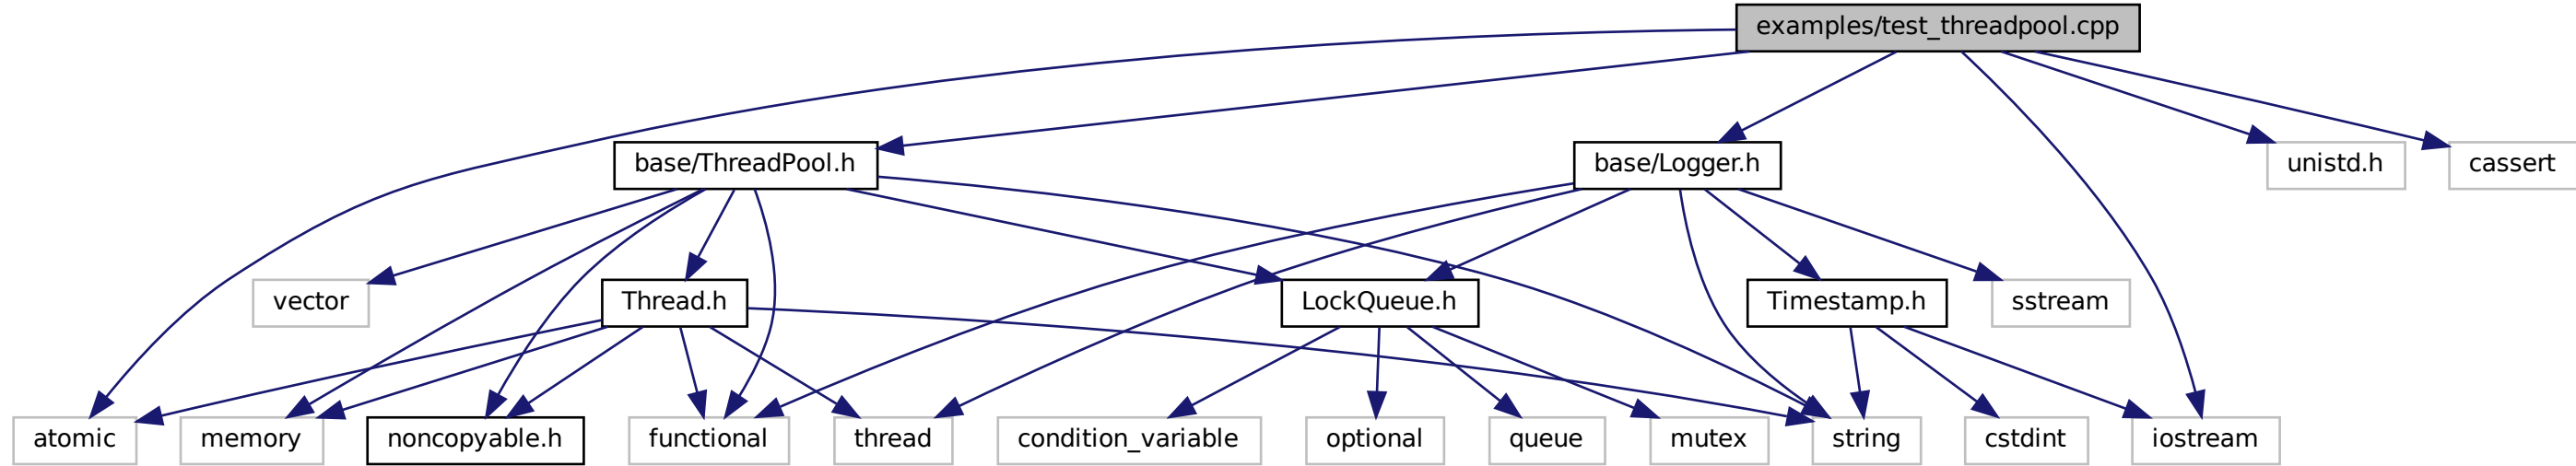 examples/test_threadpool.cpp
base/ThreadPool.h
base/Logger.h
unistd.h
cassert
vector
Thread.h
LockQueue.h
Timestamp.h
sstream
atomic
memory
noncopyable.h
functional
thread
condition_variable
optional
queue
mutex
string
cstdint
iostream